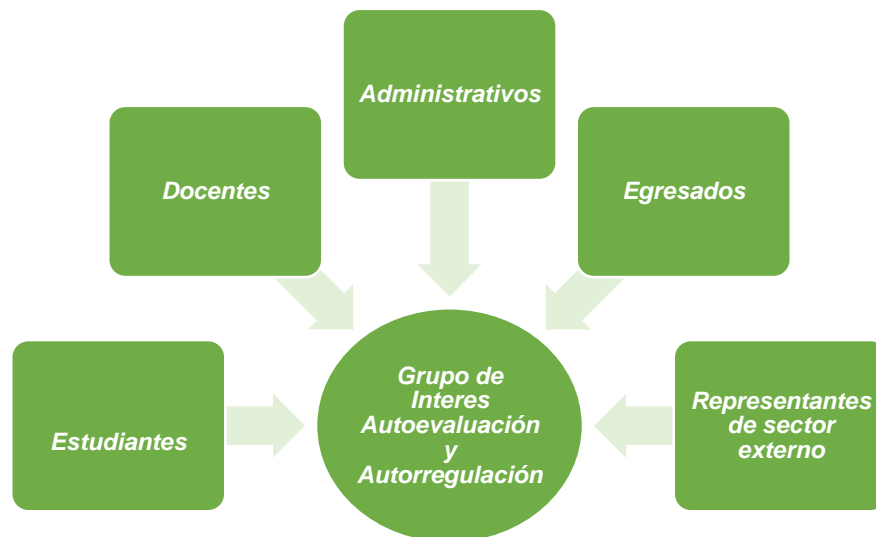 Administrativos
Docentes
Egresados
Estudiantes
Grupo de
Interes
Autoevaluación
y
Autorregulación
Representantes
de sector
externo